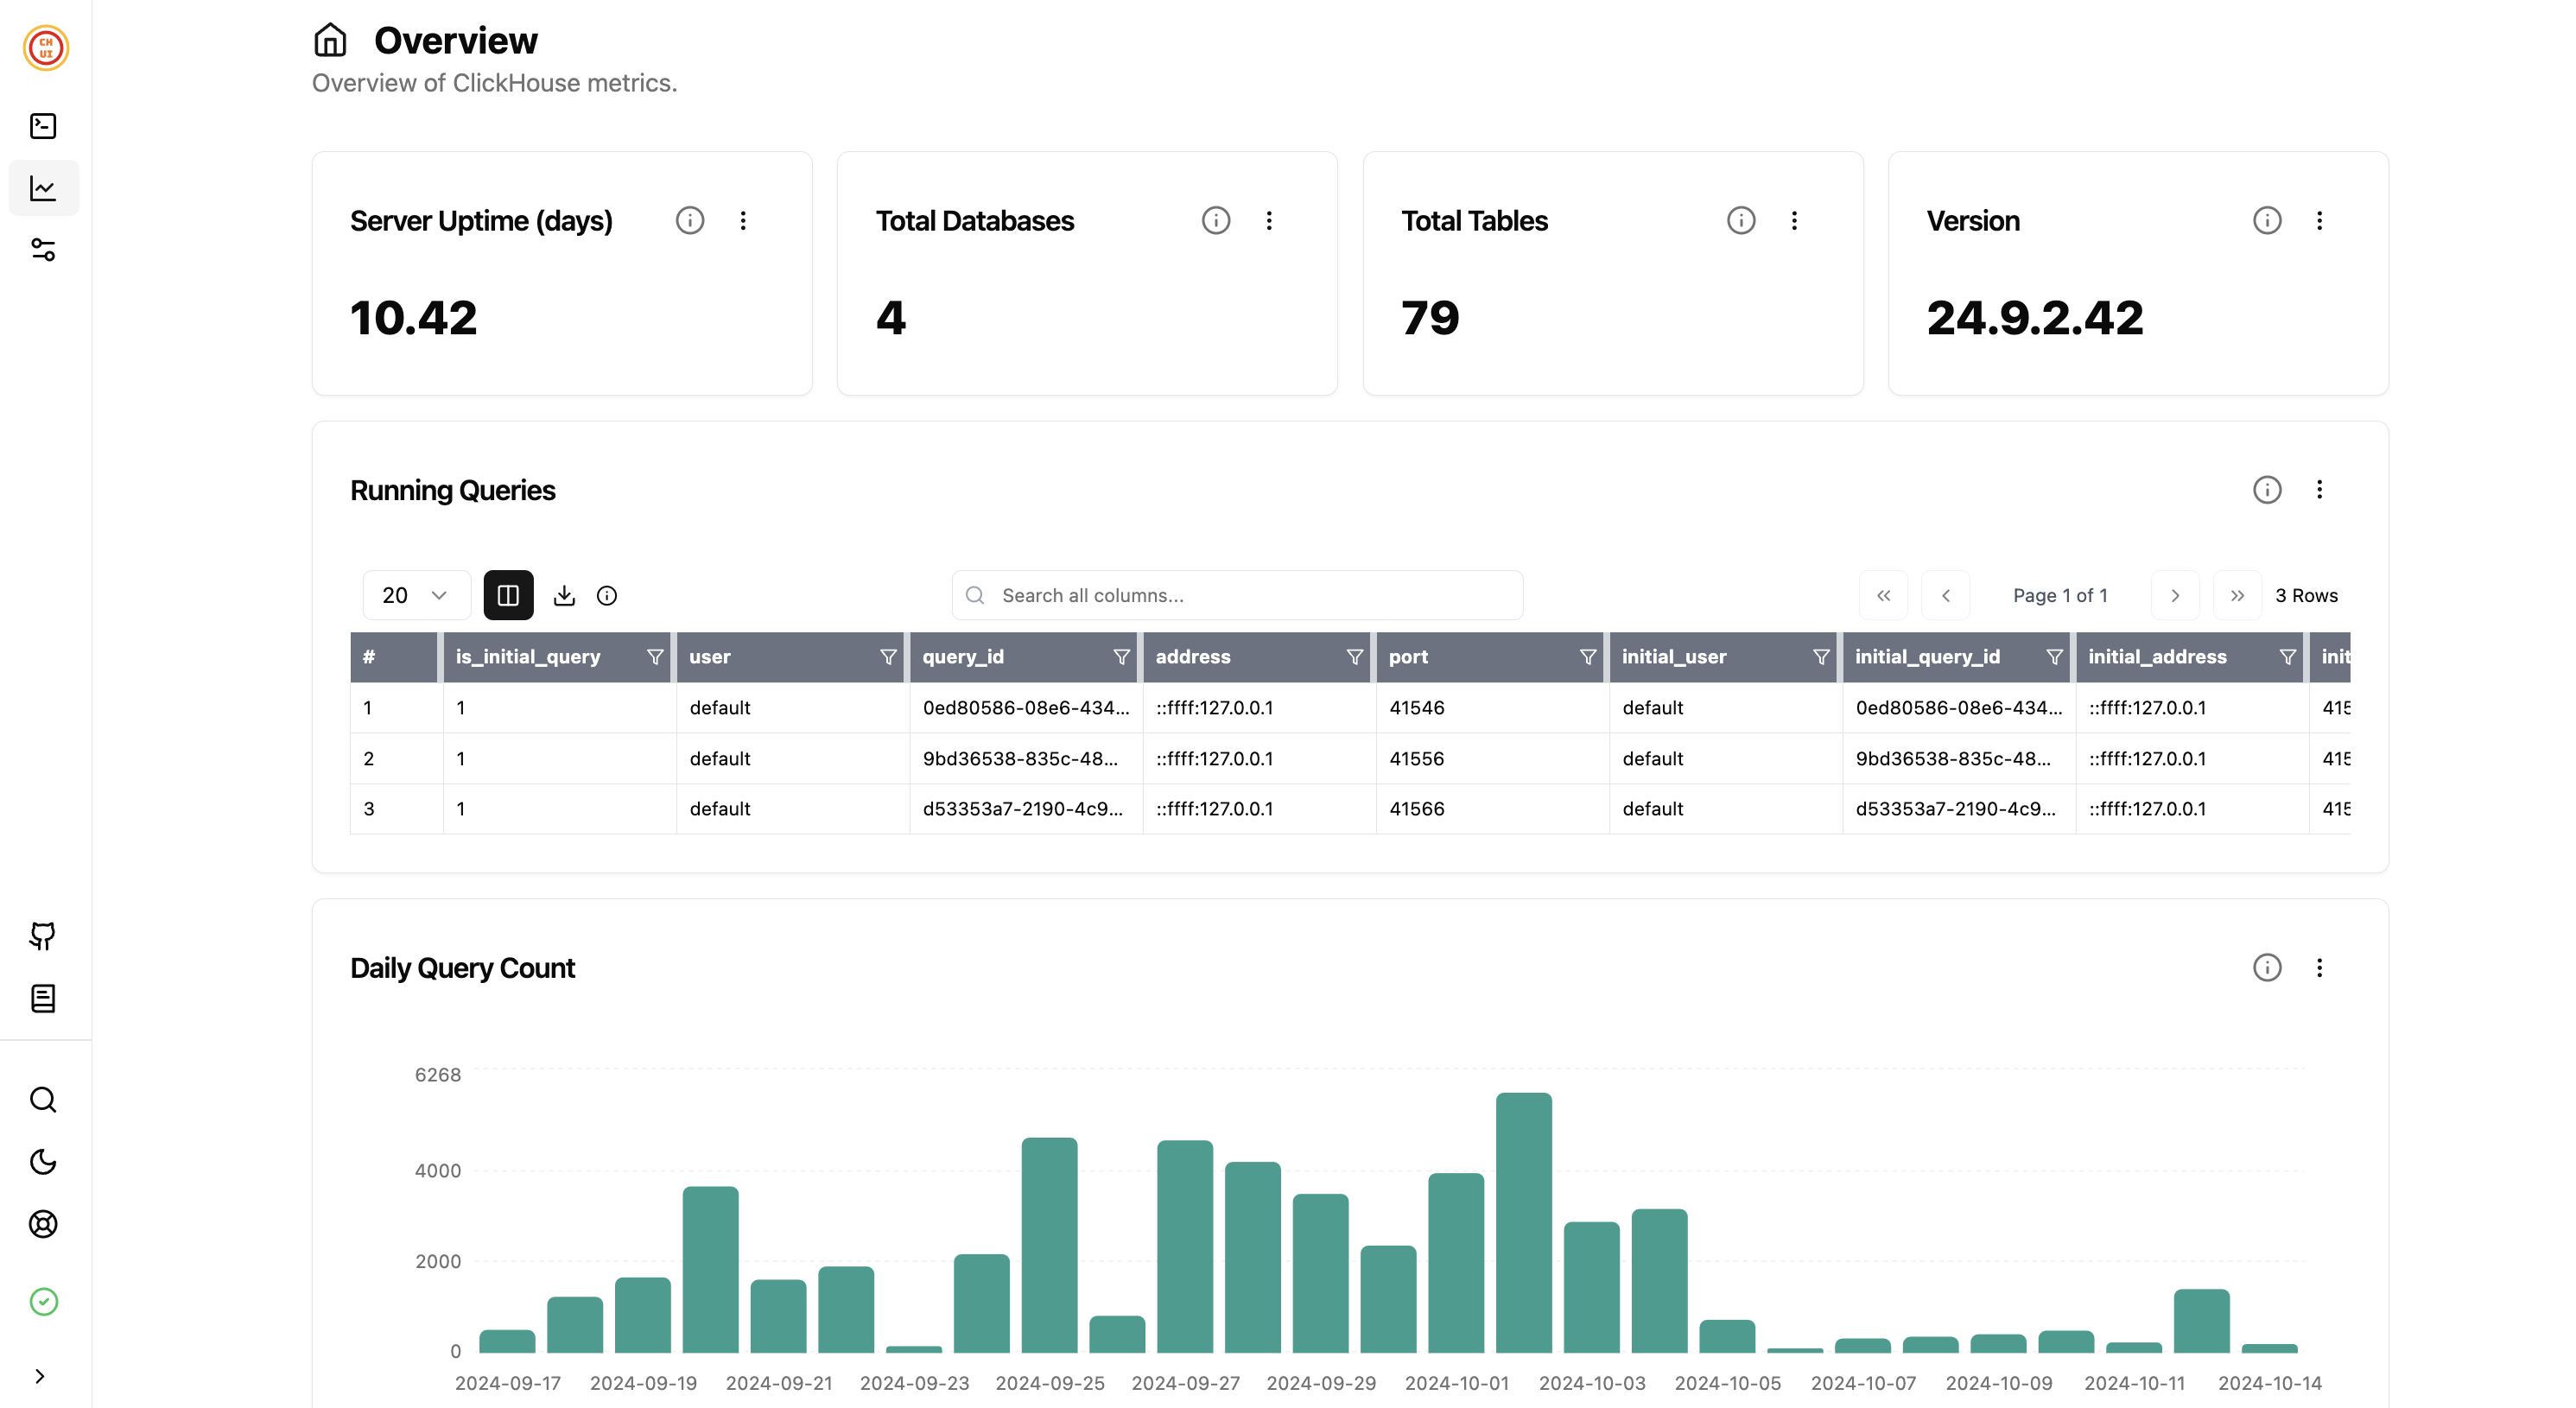 CH
UI
Overview
Overview of ClickHouse metrics.
Server Uptime (days)
10.42
Total Databases
4
Total Tables
79
Version
24.9.2.42
Running Queries
20
Search all columns...
Page 1 of 1
3 Rows
# is_initial_query user query_id address port initial_user initial_query_id initial_address init
1 1 default 0ed80586-08e6-434... ::ffff:127.0.0.1 41546 default 0ed80586-08e6-434... ::ffff:127.0.0.1 415
2 1 default 9bd36538-835c-48... ::ffff:127.0.0.1 41556 default 9bd36538-835c-48... ::ffff:127.0.0.1 415
3 1 default d53353a7-2190-4c9... ::ffff:127.0.0.1 41566 default d53353a7-2190-4c9... ::ffff:127.0.0.1 415
Daily Query Count
6268
4000
2000
0
2024-09-17 2024-09-19 2024-09-21 2024-09-23 2024-09-25 2024-09-27 2024-09-29 2024-10-01 2024-10-03 2024-10-05 2024-10-07 2024-10-09 2024-10-11 2024-10-14